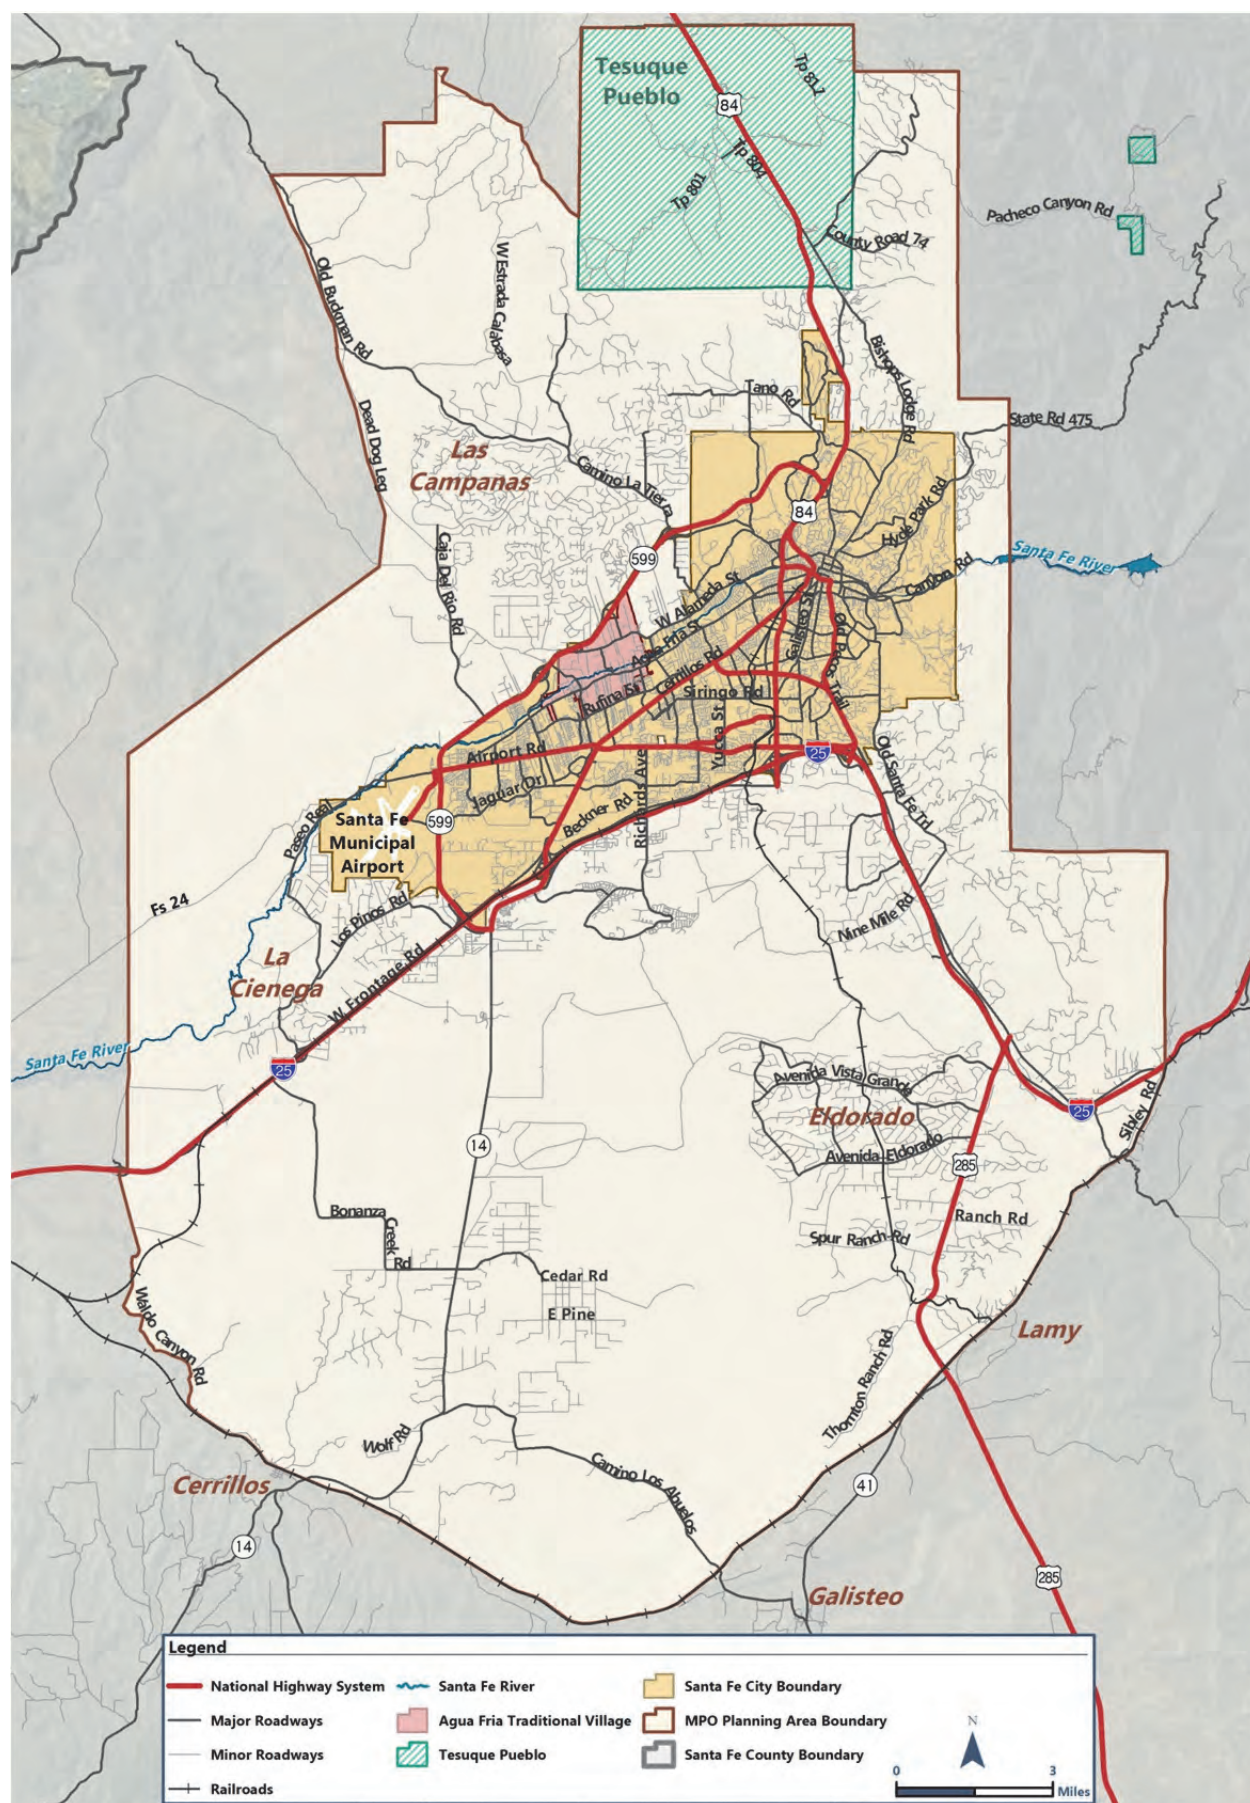 Tesuque
Pueblo
Tp 817
84
Tp 804
Tp 801
Pacheco Canyon Rd
County Road 74
Old Buckman Rd
W Estrada Calabasa
Bishops Lodge Rd
Tano Rd
Dead Dog Leg
State Rd 475
Las
Campanas
Camino La Tierra
84
Hyde Park Rd
Caja Del Rio Rd
599
Santa Fe River
Canyon Rd
W Alameda St
Galisteo St
Agua Fria St
Old Pecos Trail
Cerrillos Rd
Siringo Rd
Rufina St
Yucca St
Airport Rd
25
Old Santa Fe Trl
Jaguar Dr
Richards Ave
Beckner Rd
Paseo Real
Santa Fe
Municipal
Airport
599
Fs 24
Los Pinos Rd
Nine Mile Rd
La
Cienega
W Frontage Rd
Santa Fe River
25
Avenida Vista Grande
Eldorado
25
Sibley Rd
14
Avenida Eldorado
285
Bonanza
Creek
Rd
Ranch Rd
Spur Ranch Rd
Cedar Rd
E Pine
Waldo Canyon Rd
Lamy
Thornton Ranch Rd
Wolf Rd
Camino Los Abuelos
Cerrillos
41
14
285
Galisteo
Legend
National Highway System
Santa Fe River
Santa Fe City Boundary
Major Roadways
Agua Fria Traditional Village
MPO Planning Area Boundary
Minor Roadways
Tesuque Pueblo
Santa Fe County Boundary
Railroads
N
0
3
Miles